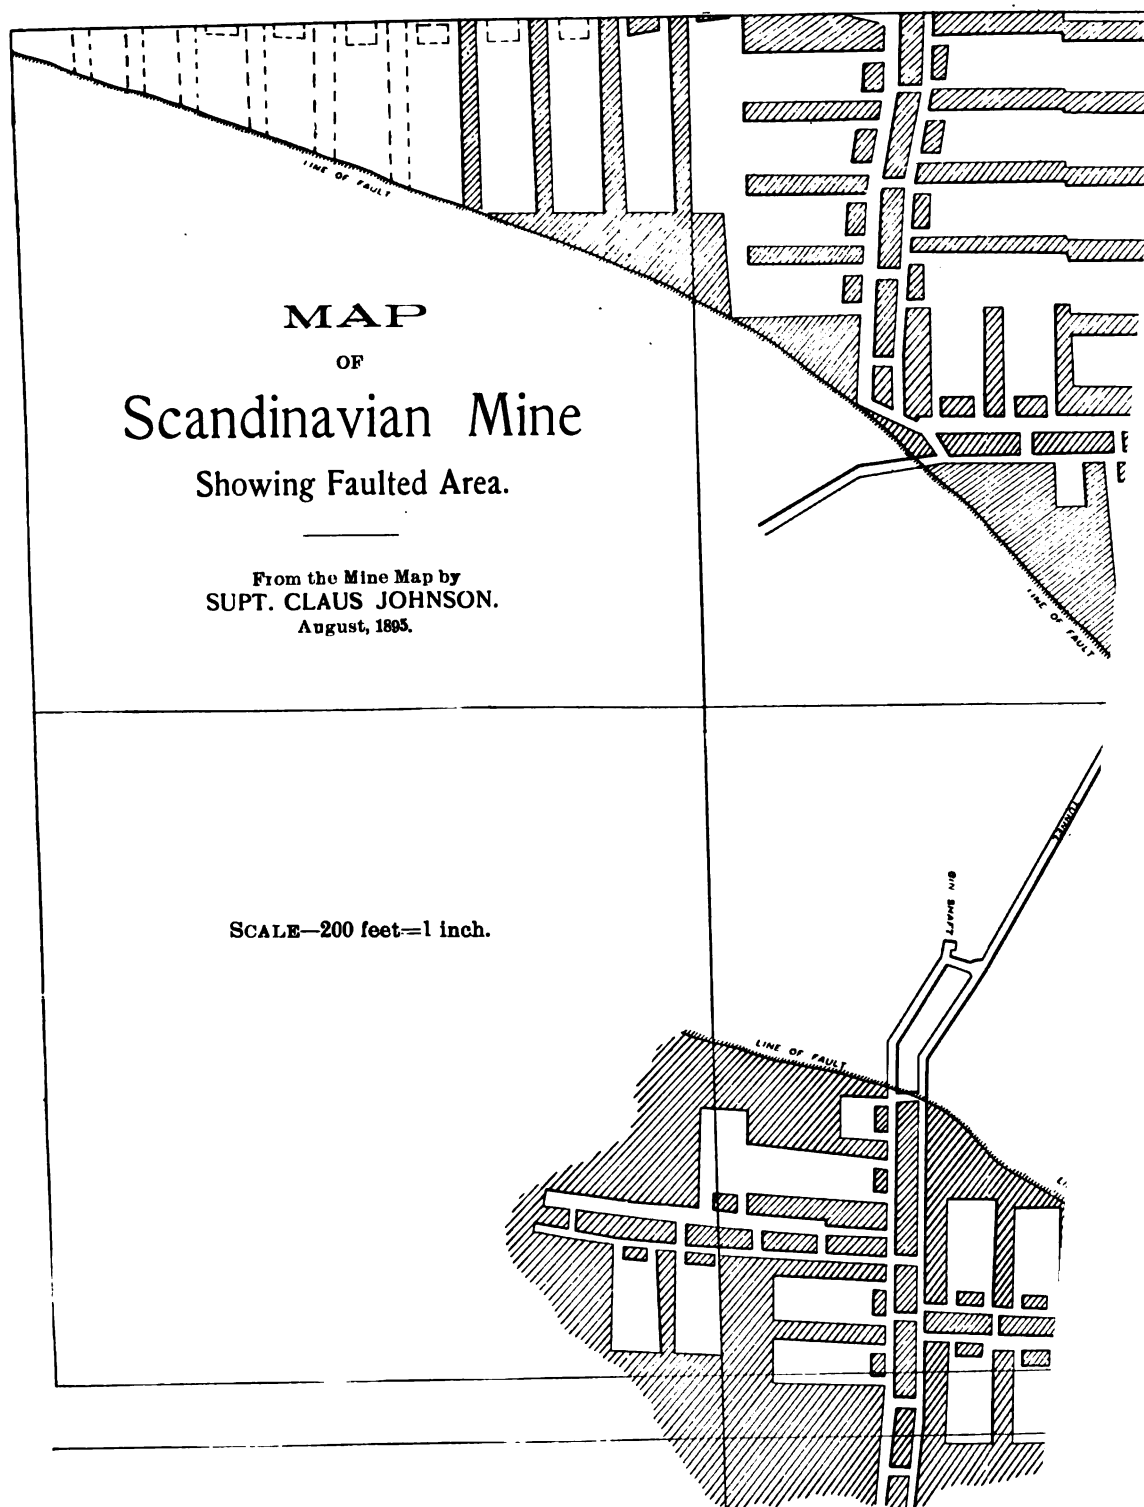 LINE OF FAULT
MAP
OF
Scandinavian Mine
Showing Faulted Area.
From the Mine Map by
SUPT. CLAUS JOHNSON.
August, 1895.
LINE OF FAULT
TUNNEL
SCALE—200 feet=1 inch.
SHAFT
LINE OF FAULT